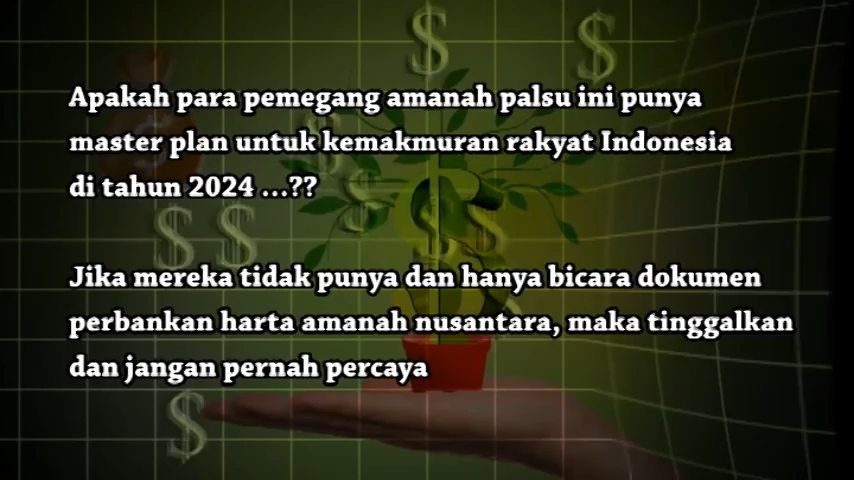 Apakah para pemegang amanah palsu ini punya
master plan untuk kemakmuran rakyat Indonesia
di tahun 2024 ...??
Jika mereka tidak punya dan hanya bicara dokumen
perbankan harta amanah nusantara, maka tinggalkan
dan jangan pernah percaya